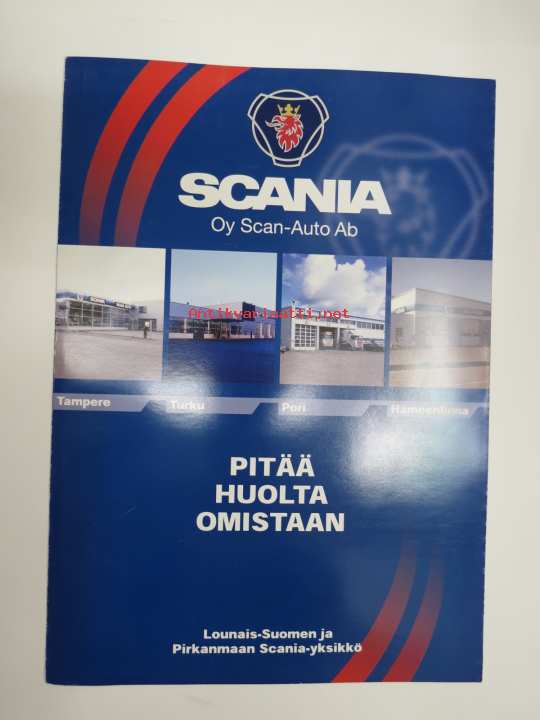 SCANIA
Oy Scan-Auto Ab
Antikvariaatti.net
Tampere Turku Pori Hämeenlinna
PITÄÄ
HUOLTA
OMISTAAN
Lounais-Suomen ja
Pirkanmaan Scania-yksikkö